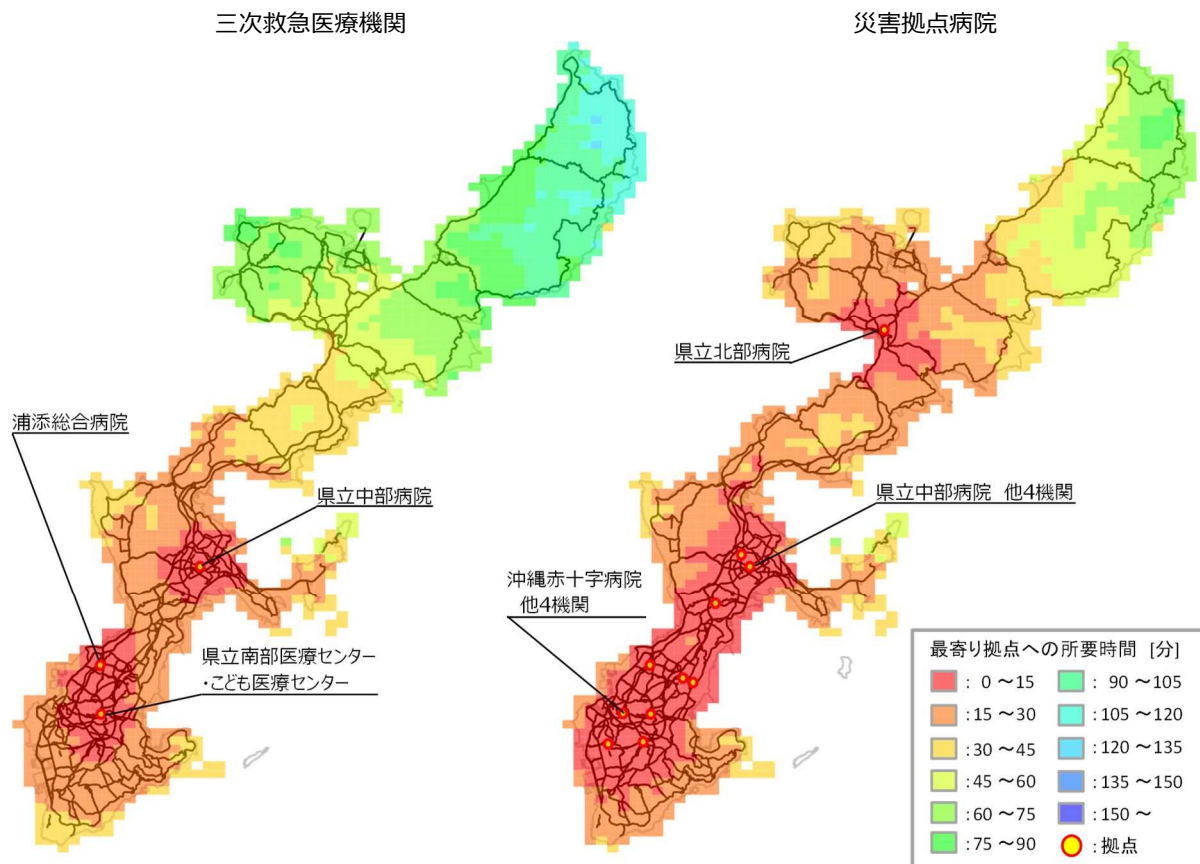 三次救急医療機関
災害拠点病院
県立北部病院
浦添総合病院
県立中部病院
県立中部病院 他4機関
沖縄赤十字病院
他4機関
県立南部医療センター
・こども医療センター
最寄り拠点への所要時間 [分]
: 0 ～15
: 15 ～30
: 30 ～45
: 45 ～60
: 60 ～75
: 75 ～90
: 90 ～105
: 105 ～120
: 120 ～135
: 135 ～150
: 150 ～
: 拠点